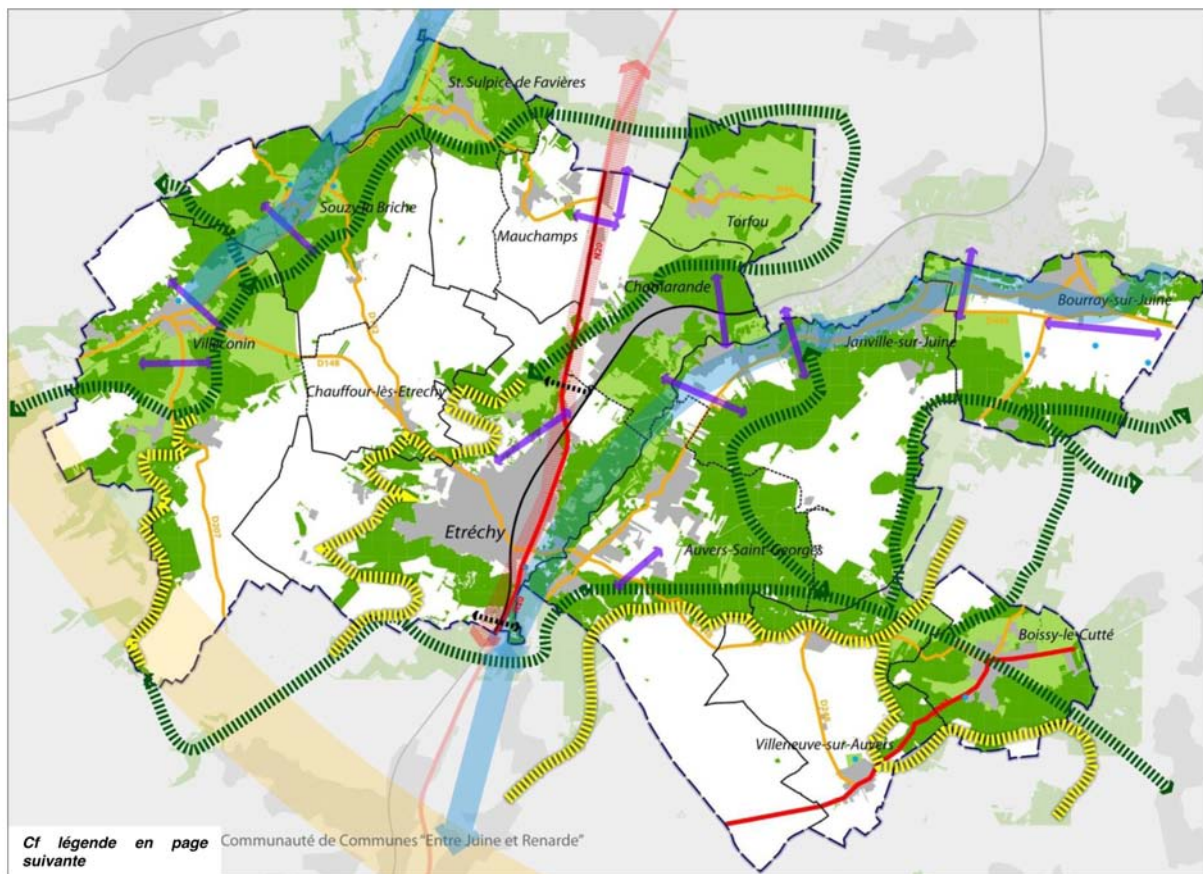 St. Sulpice de Favières
Souzy-la Briche
Mauchamps
Torfou
Chamarande
Bourray-sur-Juine
Janville-sur-Juine
Villeconin
D148
Chauffour-lès-Etrechy
D207
Etréchy
Auvers-Saint-Georges
Boissy-le-Cutté
Villeneuve-sur-Auvers
Cf légende en page
suivante
Communauté de Communes "Entre Juine et Renarde"